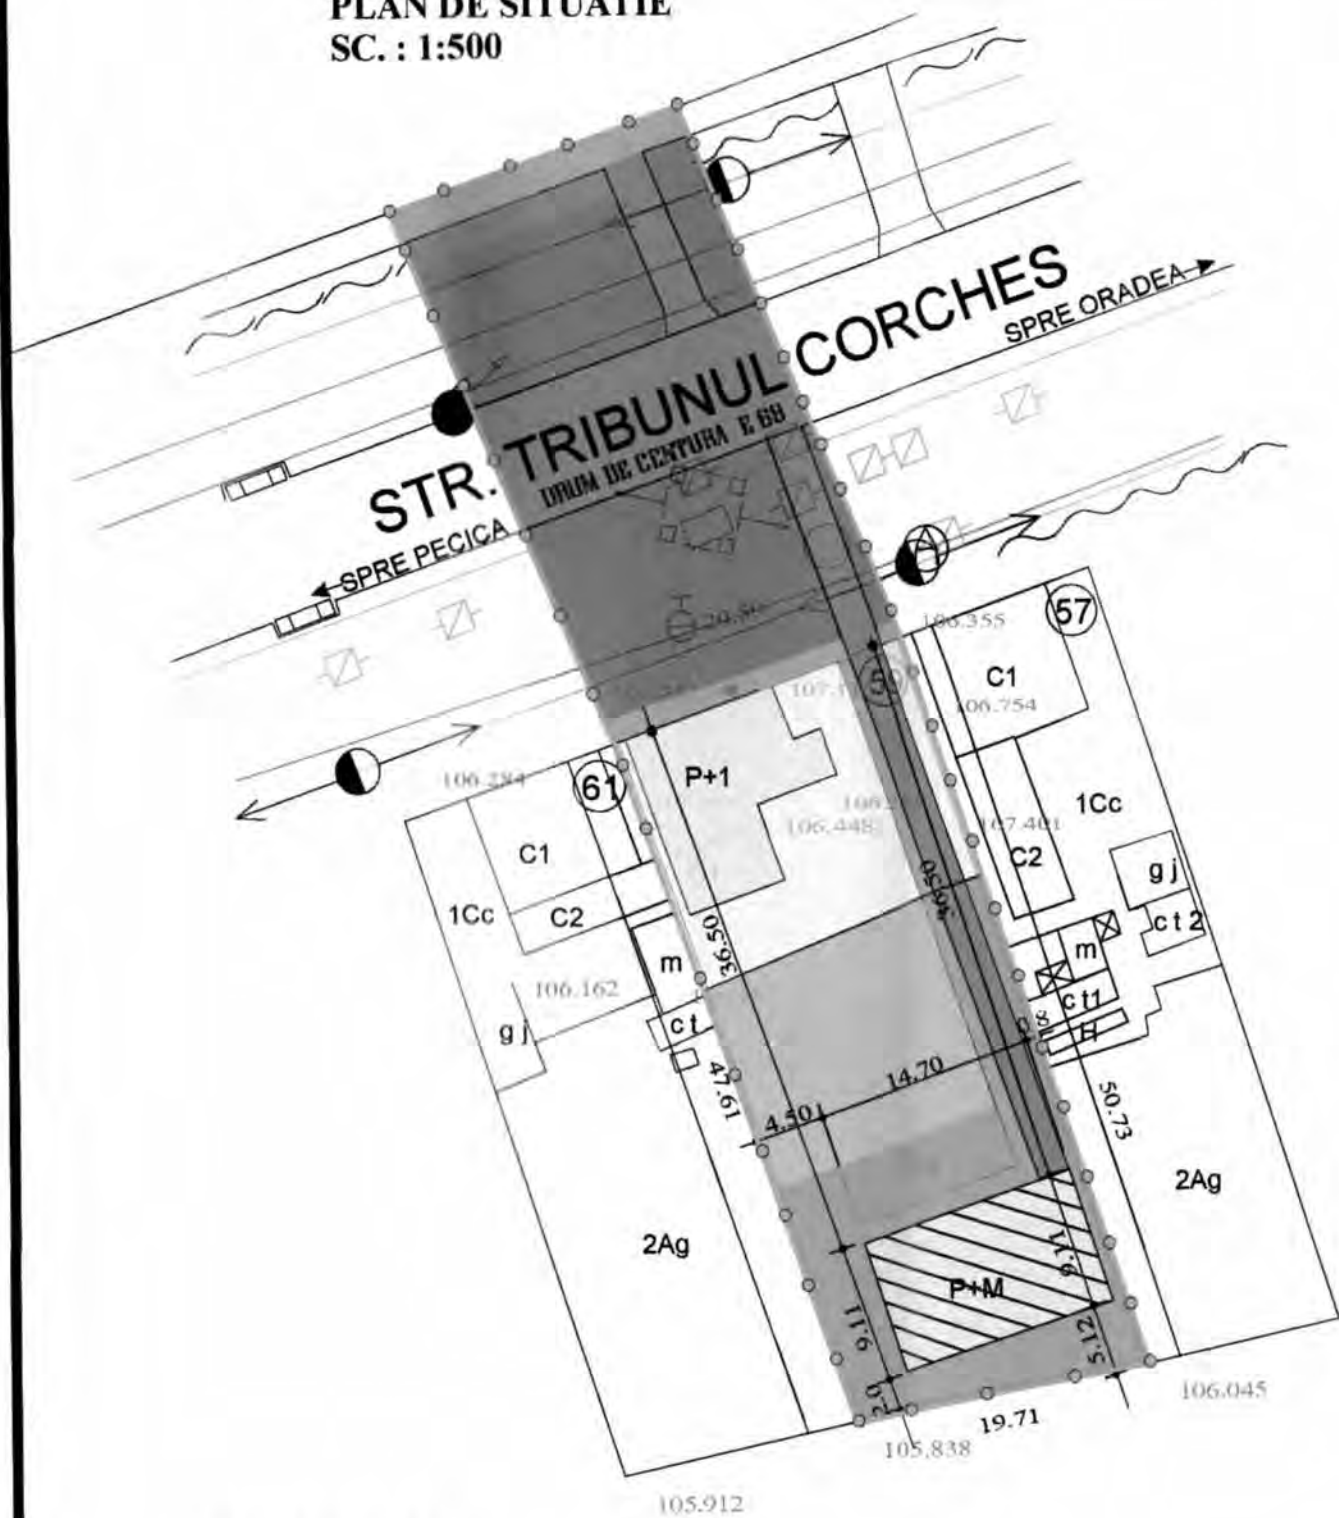 PLAN DE SITUATIE
SC. : 1:500
STR. TRIBUNUL CORCHES
SPRE ORADEA
DRUM DE CENTURA E 68
SPRE PECICA
20.50
106.355
57
C1
59
106.754
61
106.284
P+1
106.448
107.401
1Cc
C2
g j
c t 2
C1
1Cc
C2
36.50
36.50
m
m
c t1
H
106.162
g j
c t
47.61
14.70
4.50
50.73
2Ag
2Ag
P+M
9.11
9.11
5.12
19.71
106.045
105.838
105.912